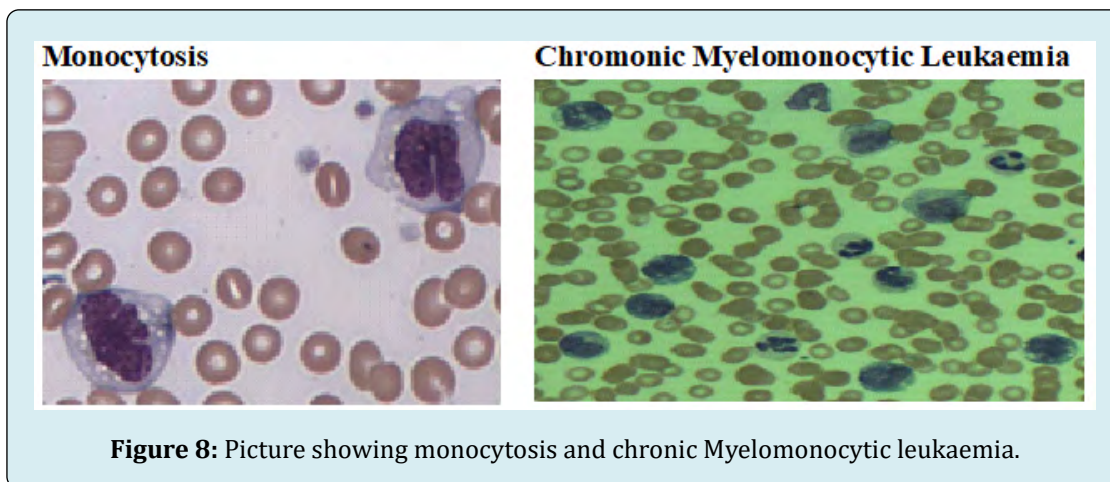 Monocytosis
Chromonic Myelomonocytic Leukaemia
Figure 8: Picture showing monocytosis and chronic Myelomonocytic leukaemia.